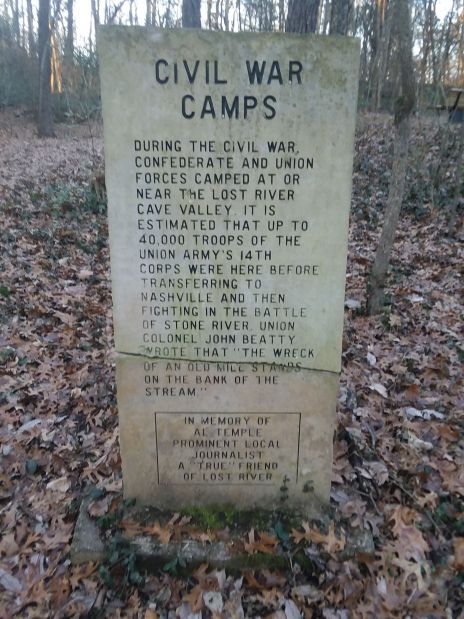 CIVIL WAR
CAMPS
DURING THE CIVIL WAR,
CONFEDERATE AND UNION
FORCES CAMPED AT OR
NEAR THE LOST RIVER
CAVE VALLEY. IT IS
ESTIMATED THAT UP TO
40,000 TROOPS OF THE
UNION ARMY'S 14TH
CORPS WERE HERE BEFORE
TRANSFERRING TO
NASHVILLE AND THEN
FIGHTING IN THE BATTLE
OF STONE RIVER. UNION
COLONEL JOHN BEATTY
WROTE THAT "THE WRECK
OF AN OLD MILL STANDS
ON THE BANK OF THE
STREAM."
IN MEMORY OF
AL TEMPLE
PROMINENT LOCAL
JOURNALIST
A "TRUE" FRIEND
OF LOST RIVER